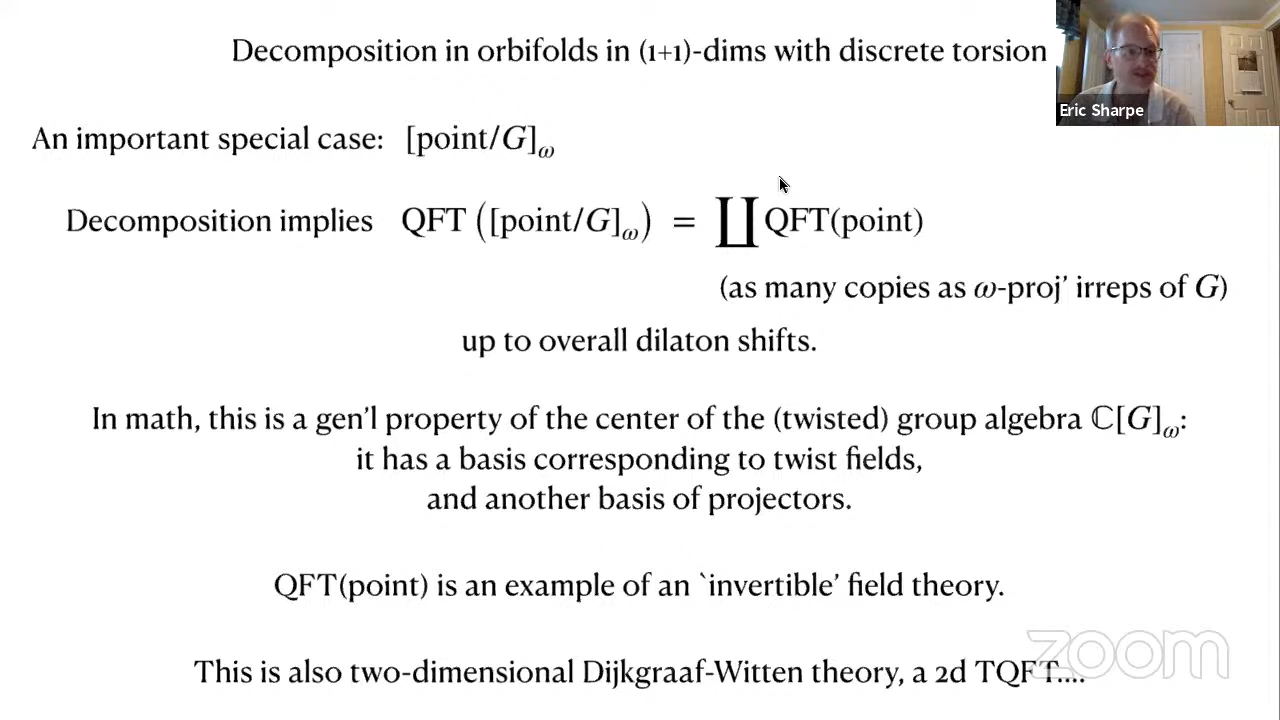 Decomposition in orbifolds in (1+1)-dims with discrete torsion
Eric Sharpe
An important special case: [point/G]_ω
Decomposition implies QFT ([point/G]_ω) = ∐ QFT(point)
(as many copies as ω-proj' irreps of G)
up to overall dilaton shifts.
In math, this is a gen'l property of the center of the (twisted) group algebra ℂ[G]_ω:
it has a basis corresponding to twist fields,
and another basis of projectors.
QFT(point) is an example of an `invertible' field theory.
This is also two-dimensional Dijkgraaf-Witten theory, a 2d TQFT....
zoom